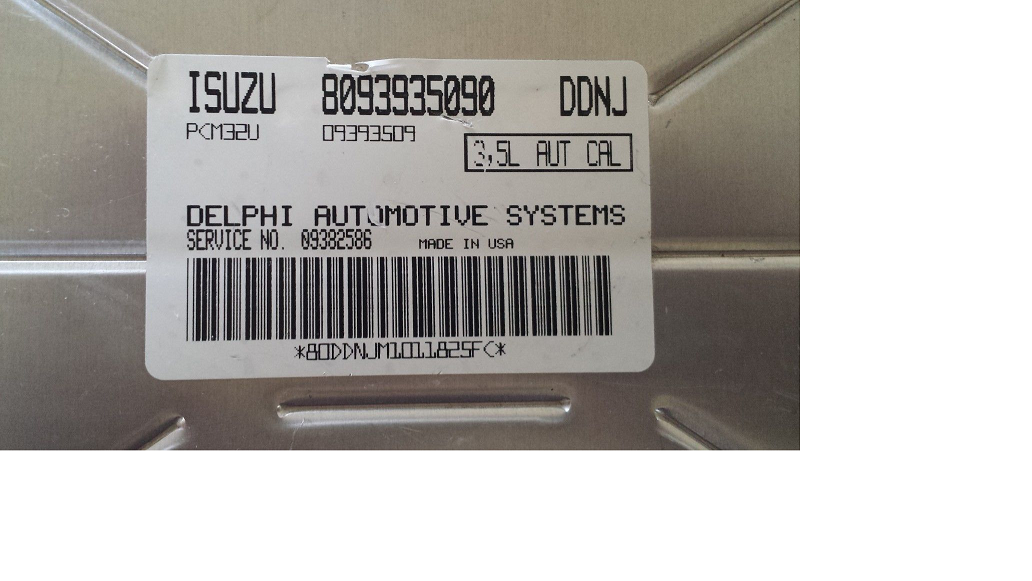 ISUZU 8093935090 DDNJ
PCM32U 09393509
3,5L AUT CAL
DELPHI AUTOMOTIVE SYSTEMS
SERVICE NO. 09382586 MADE IN USA
*80DDNJM1011825FC*